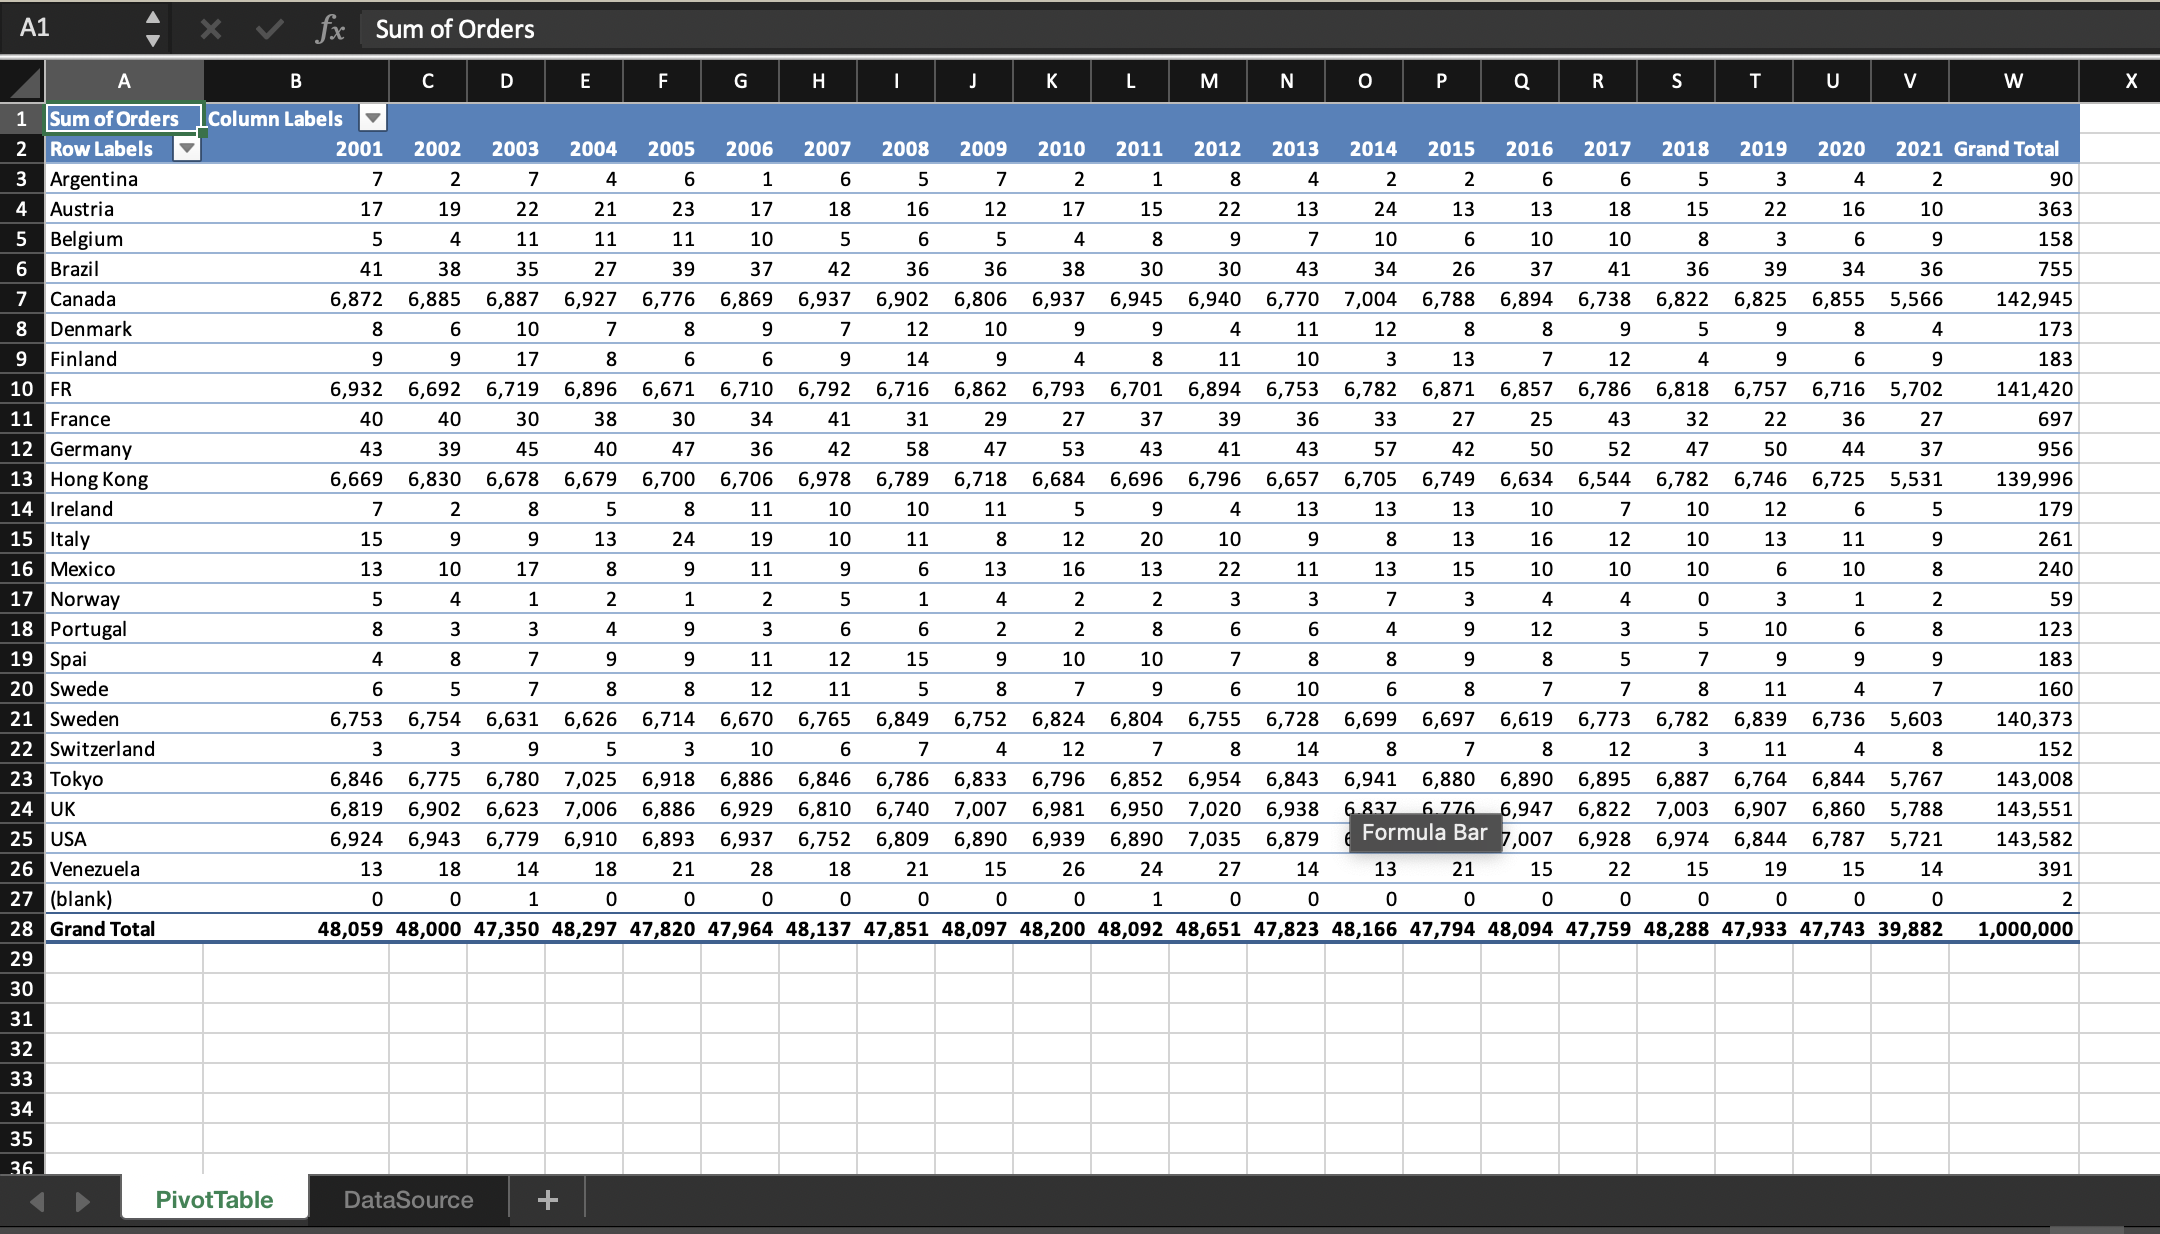 A1 fx Sum of Orders
A B C D E F G H I J K L M N O P Q R S T U V W X
1 Sum of Orders Column Labels
2 Row Labels 2001 2002 2003 2004 2005 2006 2007 2008 2009 2010 2011 2012 2013 2014 2015 2016 2017 2018 2019 2020 2021 Grand Total
3 Argentina 7 2 7 4 6 1 6 5 7 2 1 8 4 2 2 6 6 5 3 4 2 90
4 Austria 17 19 22 21 23 17 18 16 12 17 15 22 13 24 13 13 18 15 22 16 10 363
5 Belgium 5 4 11 11 11 10 5 6 5 4 8 9 7 10 6 10 10 8 3 6 9 158
6 Brazil 41 38 35 27 39 37 42 36 36 38 30 30 43 34 26 37 41 36 39 34 36 755
7 Canada 6,872 6,885 6,887 6,927 6,776 6,869 6,937 6,902 6,806 6,937 6,945 6,940 6,770 7,004 6,788 6,894 6,738 6,822 6,825 6,855 5,566 142,945
8 Denmark 8 6 10 7 8 9 7 12 10 9 9 4 11 12 8 8 9 5 9 8 4 173
9 Finland 9 9 17 8 6 6 9 14 9 4 8 11 10 3 13 7 12 4 9 6 9 183
10 FR 6,932 6,692 6,719 6,896 6,671 6,710 6,792 6,716 6,862 6,793 6,701 6,894 6,753 6,782 6,871 6,857 6,786 6,818 6,757 6,716 5,702 141,420
11 France 40 40 30 38 30 34 41 31 29 27 37 39 36 33 27 25 43 32 22 36 27 697
12 Germany 43 39 45 40 47 36 42 58 47 53 43 41 43 57 42 50 52 47 50 44 37 956
13 Hong Kong 6,669 6,830 6,678 6,679 6,700 6,706 6,978 6,789 6,718 6,684 6,696 6,796 6,657 6,705 6,749 6,634 6,544 6,782 6,746 6,725 5,531 139,996
14 Ireland 7 2 8 5 8 11 10 10 11 5 9 4 13 13 13 10 7 10 12 6 5 179
15 Italy 15 9 9 13 24 19 10 11 8 12 20 10 9 8 13 16 12 10 13 11 9 261
16 Mexico 13 10 17 8 9 11 9 6 13 16 13 22 11 13 15 10 10 10 6 10 8 240
17 Norway 5 4 1 2 1 2 5 1 4 2 2 3 3 7 3 4 4 0 3 1 2 59
18 Portugal 8 3 3 4 9 3 6 6 2 2 8 6 6 4 9 12 3 5 10 6 8 123
19 Spai 4 8 7 9 9 11 12 15 9 10 10 7 8 8 9 8 5 7 9 9 9 183
20 Swede 6 5 7 8 8 12 11 5 8 7 9 6 10 6 8 7 7 8 11 4 7 160
21 Sweden 6,753 6,754 6,631 6,626 6,714 6,670 6,765 6,849 6,752 6,824 6,804 6,755 6,728 6,699 6,697 6,619 6,773 6,782 6,839 6,736 5,603 140,373
22 Switzerland 3 3 9 5 3 10 6 7 4 12 7 8 14 8 7 8 12 3 11 4 8 152
23 Tokyo 6,846 6,775 6,780 7,025 6,918 6,886 6,846 6,786 6,833 6,796 6,852 6,954 6,843 6,941 6,880 6,890 6,895 6,887 6,764 6,844 5,767 143,008
24 UK 6,819 6,902 6,623 7,006 6,886 6,929 6,810 6,740 7,007 6,981 6,950 7,020 6,938 6,837 6,776 6,947 6,822 7,003 6,907 6,860 5,788 143,551
25 USA 6,924 6,943 6,779 6,910 6,893 6,937 6,752 6,809 6,890 6,939 6,890 7,035 6,879 Formula Bar 7,007 6,928 6,974 6,844 6,787 5,721 143,582
26 Venezuela 13 18 14 18 21 28 18 21 15 26 24 27 14 13 21 15 22 15 19 15 14 391
27 (blank) 0 0 1 0 0 0 0 0 0 0 1 0 0 0 0 0 0 0 0 0 0 2
28 Grand Total 48,059 48,000 47,350 48,297 47,820 47,964 48,137 47,851 48,097 48,200 48,092 48,651 47,823 48,166 47,794 48,094 47,759 48,288 47,933 47,743 39,882 1,000,000
29
30
31
32
33
34
35
36
PivotTable DataSource +